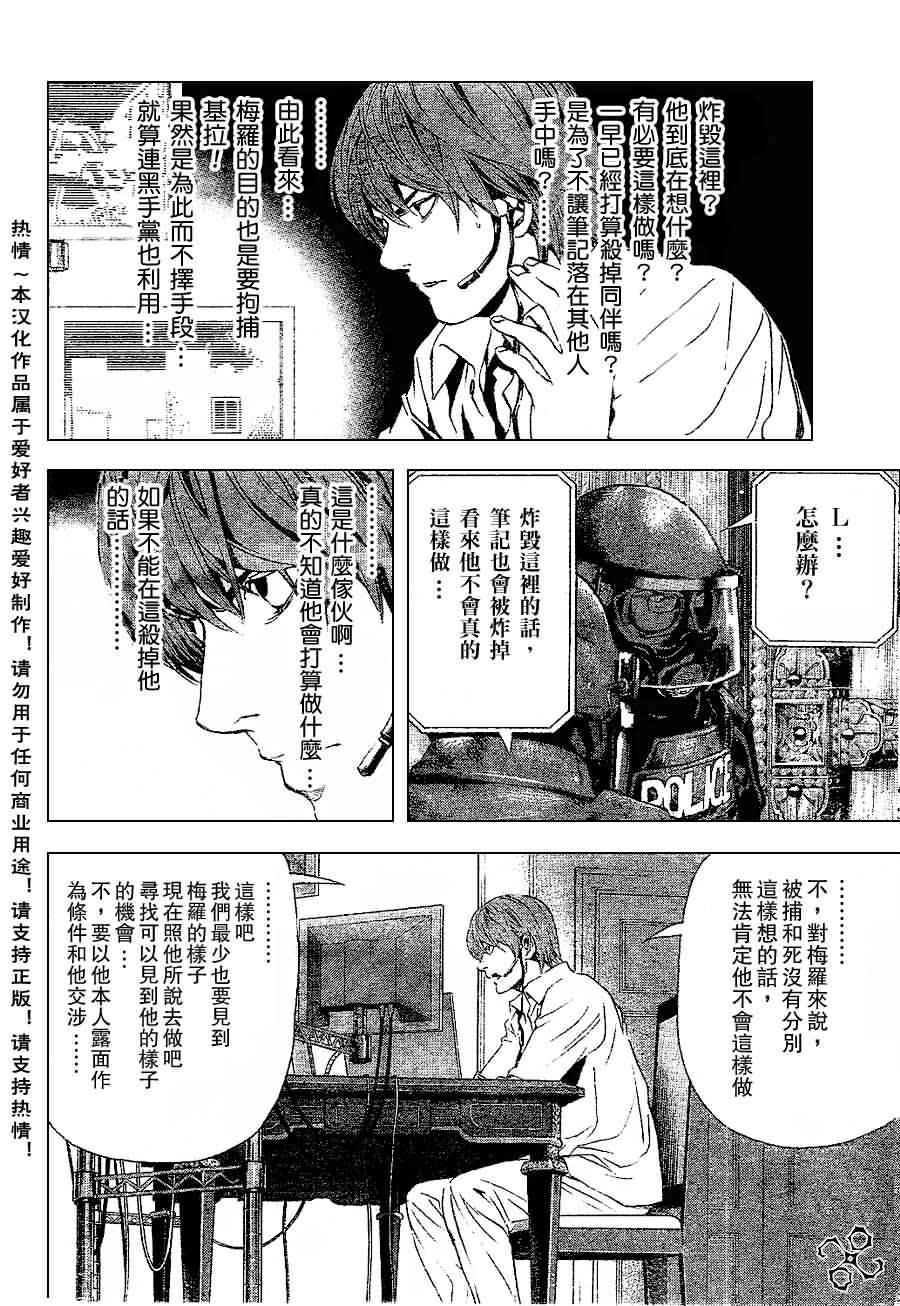 炸毀這裡？
他到底在想什麼？
有必要這樣做嗎？
一早已經打算殺掉同伴嗎？
是為了不讓筆記落在其他人
手中嗎？
………
由此看來…
梅羅的目的也是要拘捕
基拉！
果然是為此而不擇手段…
就算連黑手黨也利用…
L…
怎麼辦？
炸毀這裡的話，
筆記也會被炸掉
看來他不會真的
這樣做…
………
這是什麼傢伙啊…
真的不知道他會打算做什麼…
如果不能在這殺掉他
的話………
………
不，對梅羅來說，
被捕和死沒有分別
這樣想的話，
無法肯定他不會這樣做
………
這樣吧
我們最少也要見到
梅羅的樣子
現在照他所說去做吧
尋找可以見到他的樣子
的機會…
不，要以他本人露面作
為條件和他交涉……
POLICE
热情～本汉化作品属于爱好者兴趣爱好制作！请勿用于任何商业用途！请支持正版！请支持热情！